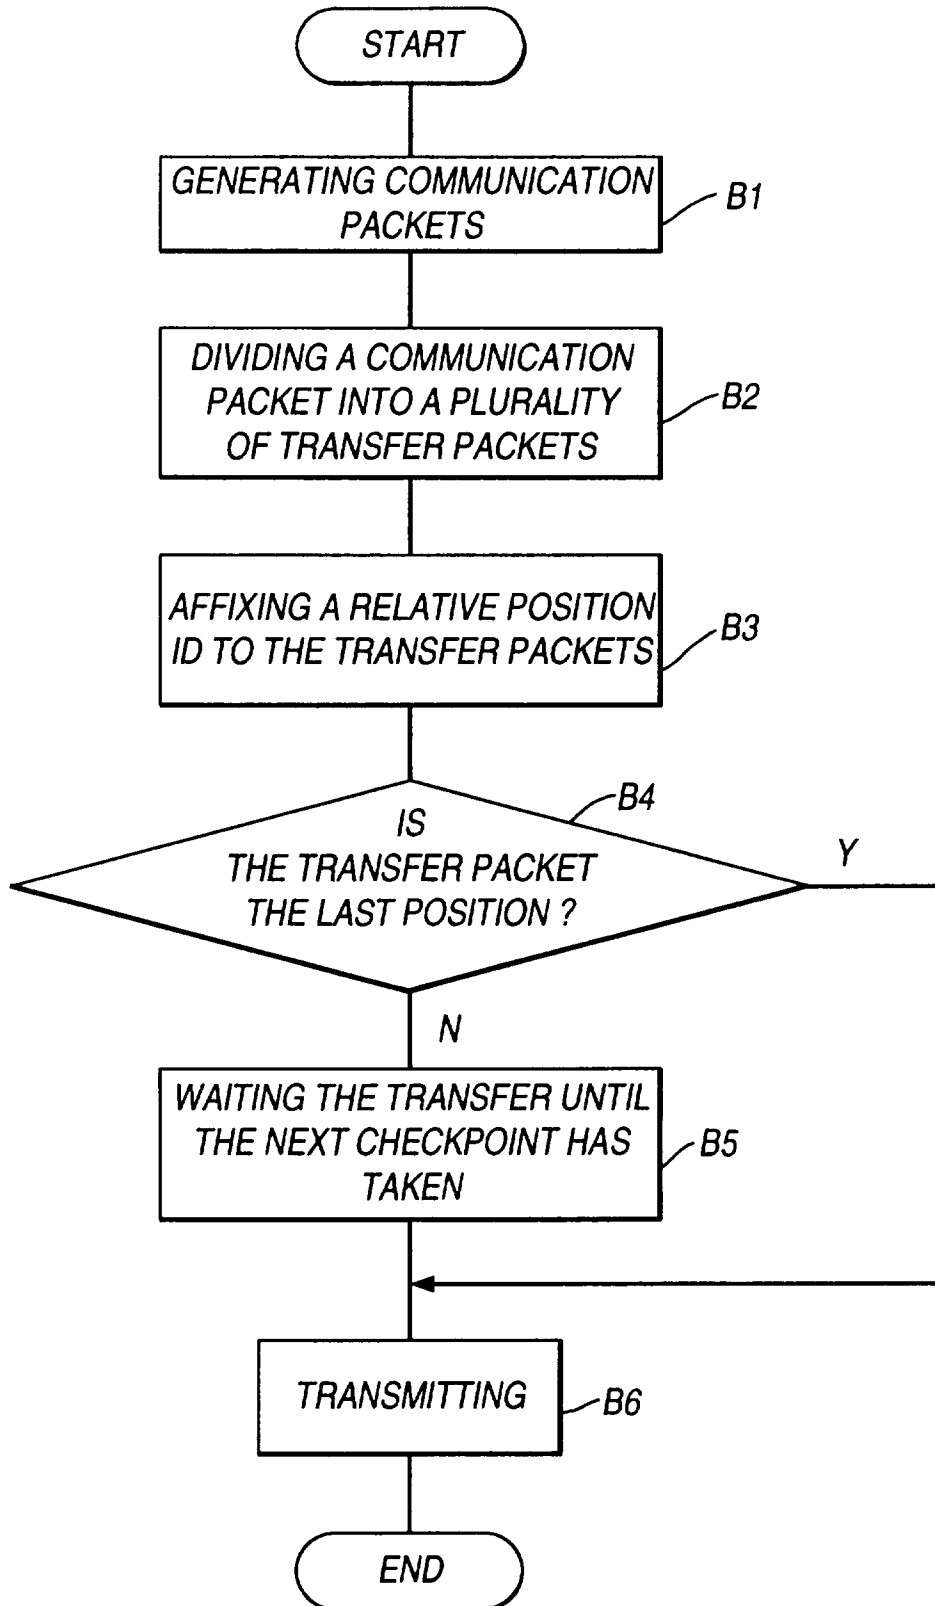 START
GENERATING COMMUNICATION
PACKETS
B1
DIVIDING A COMMUNICATION
PACKET INTO A PLURALITY
OF TRANSFER PACKETS
B2
AFFIXING A RELATIVE POSITION
ID TO THE TRANSFER PACKETS
B3
B4
IS
THE TRANSFER PACKET
THE LAST POSITION ?
Y
N
WAITING THE TRANSFER UNTIL
THE NEXT CHECKPOINT HAS
TAKEN
B5
TRANSMITTING
B6
END